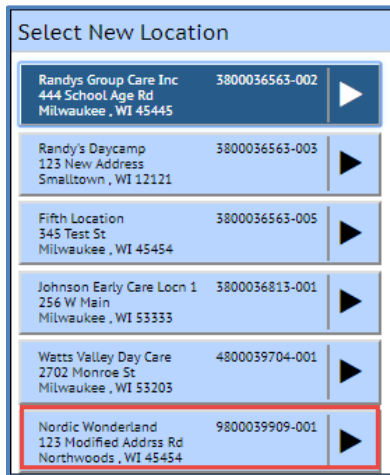 Select New Location
Randys Group Care Inc 3800036563-002
444 School Age Rd
Milwaukee , WI 45445
Randy's Daycamp 3800036563-003
123 New Address
Smalltown , WI 12121
Fifth Location 3800036563-005
345 Test St
Milwaukee , WI 45454
Johnson Early Care Locn 1 3800036813-001
256 W Main
Milwaukee , WI 53333
Watts Valley Day Care 4800039704-001
2702 Monroe St
Milwaukee , WI 53203
Nordic Wonderland 9800039909-001
123 Modified Addrss Rd
Northwoods , WI 45454